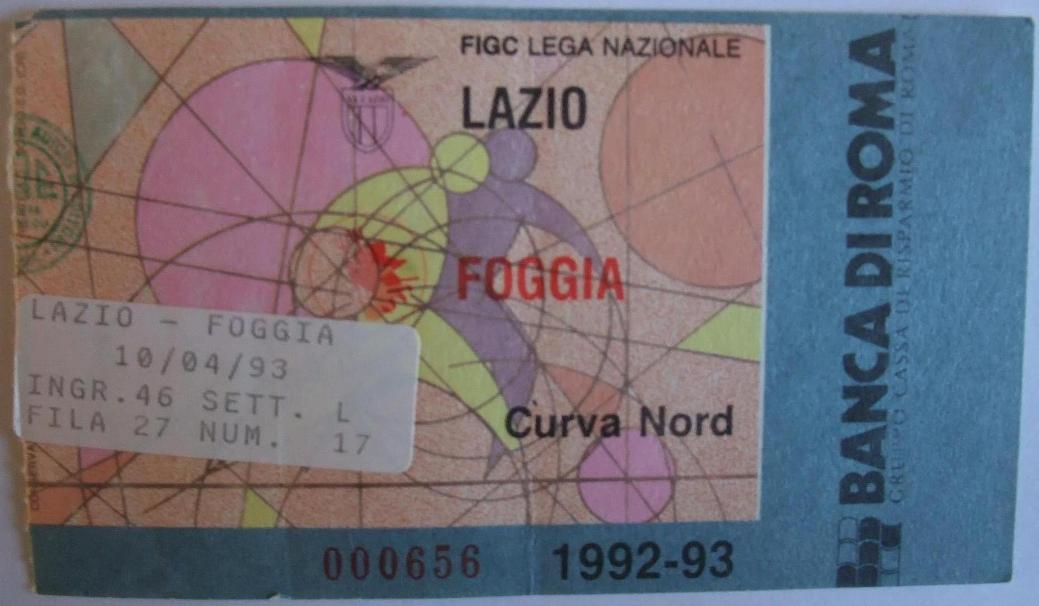 FIGC LEGA NAZIONALE
LAZIO
FOGGIA
LAZIO - FOGGIA
10/04/93
INGR.46 SETT. L
FILA 27 NUM. 17
Curva Nord
000656
1992-93
BANCA DI ROMA
GRUPPO CASSA DI RISPARMIO DI ROMA